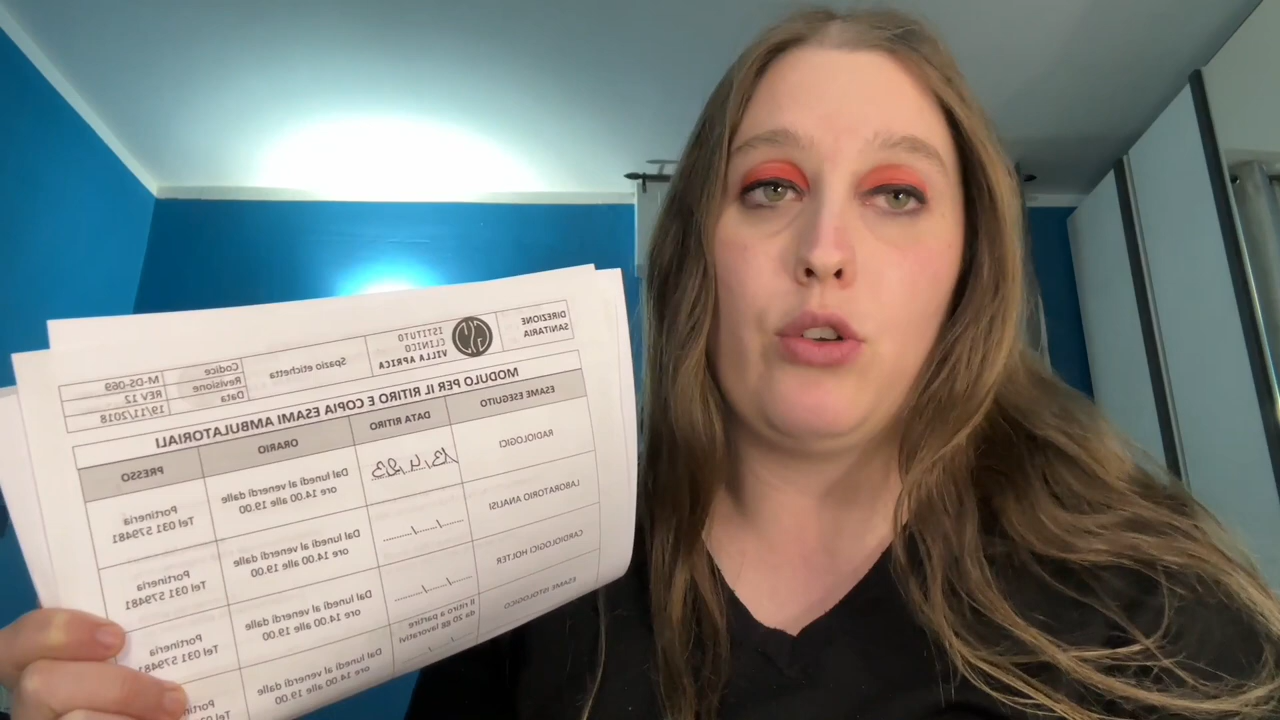 DIREZIONE
SANITARIA
ISTITUTO
CLINICO
VILLA APRICA
Spazio etichetta
Codice
M-DS-069
Revisione
REV 12
Data
19/11/2018
MODULO PER IL RITIRO E COPIA ESAMI AMBULATORIALI
ESAME ESEGUITO
DATA RITIRO
ORARIO
PRESSO
RADIOLOGICI
13/4/23
Dal lunedì al venerdì dalle
ore 14.00 alle 19.00
Portineria
Tel 031 579481
LABORATORIO ANALISI
Dal lunedì al venerdì dalle
ore 14.00 alle 19.00
Portineria
Tel 031 579481
CARDIOLOGICI HOLTER
Dal lunedì al venerdì dalle
ore 14.00 alle 19.00
Portineria
Tel 031 579481
ESAME ISTOLOGICO
Il ritiro a partire
da 20 gg lavorativi
Dal lunedì al venerdì dalle
ore 14.00 alle 19.00
Portineria